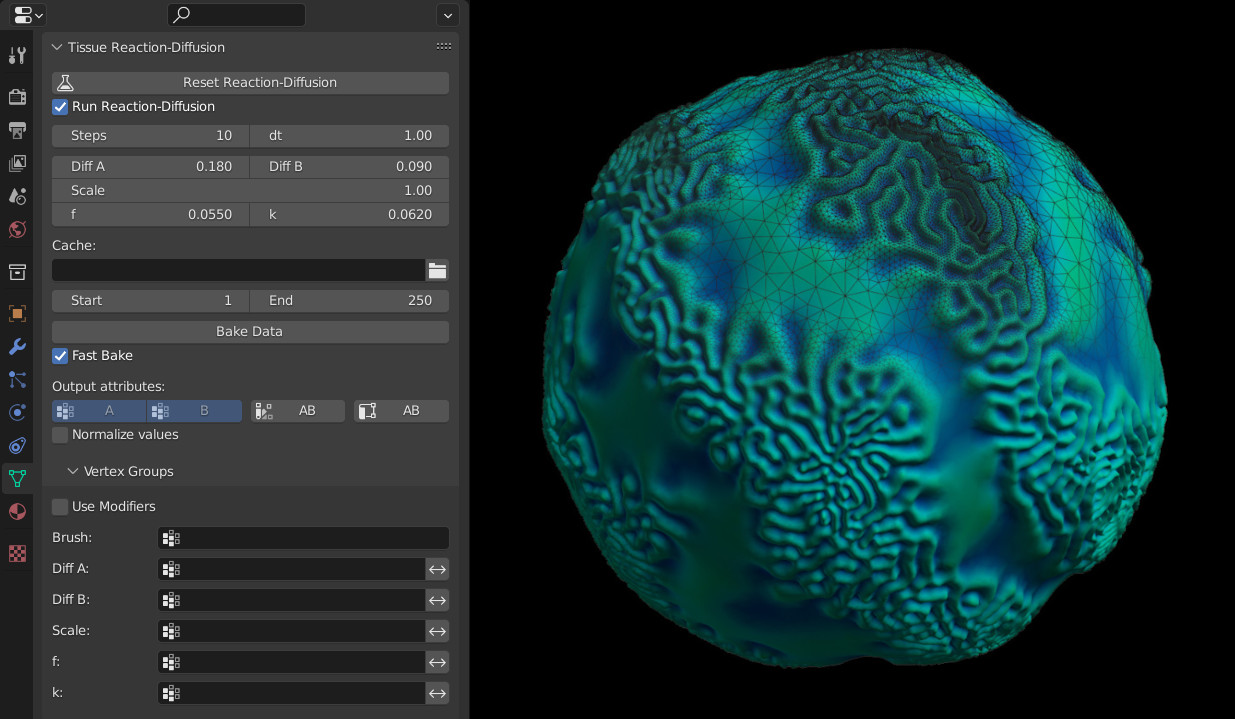 Tissue Reaction-Diffusion
Reset Reaction-Diffusion
Run Reaction-Diffusion
Steps 10 dt 1.00
Diff A 0.180 Diff B 0.090
Scale 1.00
f 0.0550 k 0.0620
Cache:
Start 1 End 250
Bake Data
Fast Bake
Output attributes:
A B AB AB
Normalize values
Vertex Groups
Use Modifiers
Brush:
Diff A:
Diff B:
Scale:
f:
k: